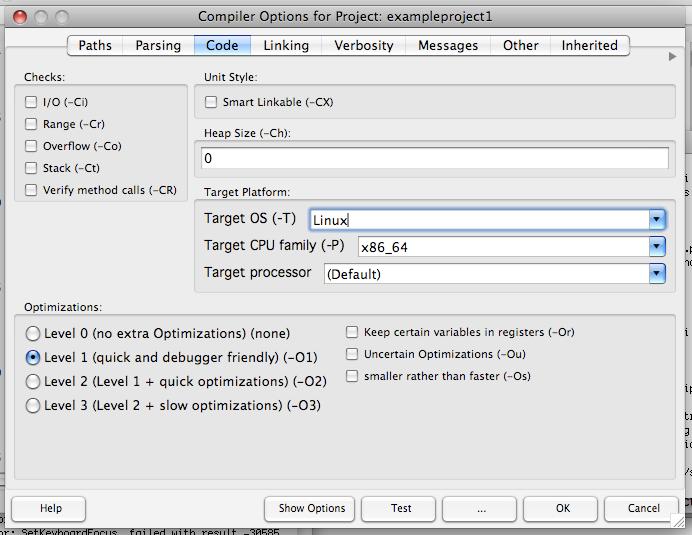 Compiler Options for Project: exampleproject1
Paths Parsing Code Linking Verbosity Messages Other Inherited
Checks:
I/O (-Ci)
Range (-Cr)
Overflow (-Co)
Stack (-Ct)
Verify method calls (-CR)
Unit Style:
Smart Linkable (-CX)
Heap Size (-Ch):
0
Target Platform:
Target OS (-T) Linux
Target CPU family (-P) x86_64
Target processor (Default)
Optimizations:
Level 0 (no extra Optimizations) (none)
Level 1 (quick and debugger friendly) (-O1)
Level 2 (Level 1 + quick optimizations) (-O2)
Level 3 (Level 2 + slow optimizations) (-O3)
Keep certain variables in registers (-Or)
Uncertain Optimizations (-Ou)
smaller rather than faster (-Os)
Help Show Options Test ... OK Cancel
or: SetKeyboardFocus, failed with result -30585